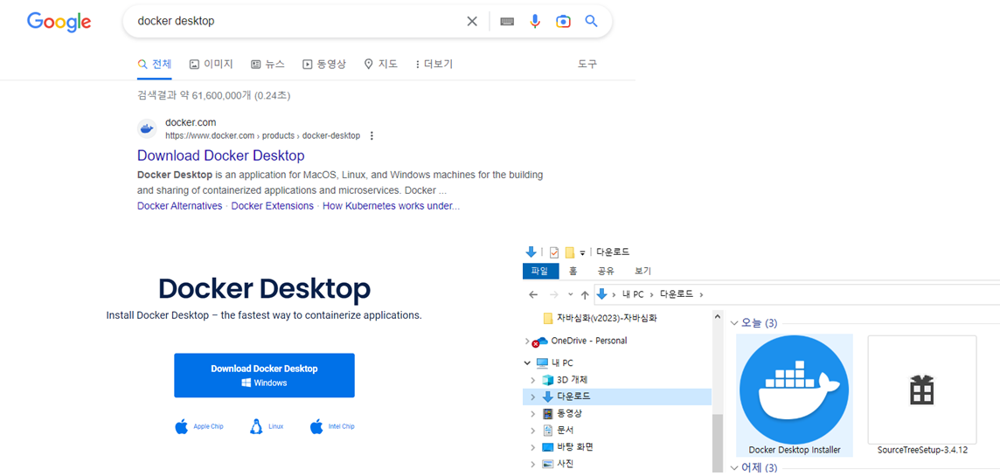 Google
docker desktop
전체
이미지
뉴스
동영상
지도
더보기
도구
검색결과 약 61,600,000개 (0.24초)
docker.com
https://www.docker.com › products › docker-desktop
Download Docker Desktop
Docker Desktop is an application for MacOS, Linux, and Windows machines for the building
and sharing of containerized applications and microservices. Docker ...
Docker Alternatives · Docker Extensions · How Kubernetes works under...
Docker Desktop
Install Docker Desktop – the fastest way to containerize applications.
Download Docker Desktop
Windows
Apple Chip
Linux
Intel Chip
다운로드
파일
홈
공유
보기
내 PC › 다운로드 ›
자바심화(v2023)-자바심화
OneDrive - Personal
내 PC
3D 개체
다운로드
동영상
문서
바탕 화면
사진
오늘 (3)
Docker Desktop Installer
SourceTreeSetup-3.4.12
어제 (3)